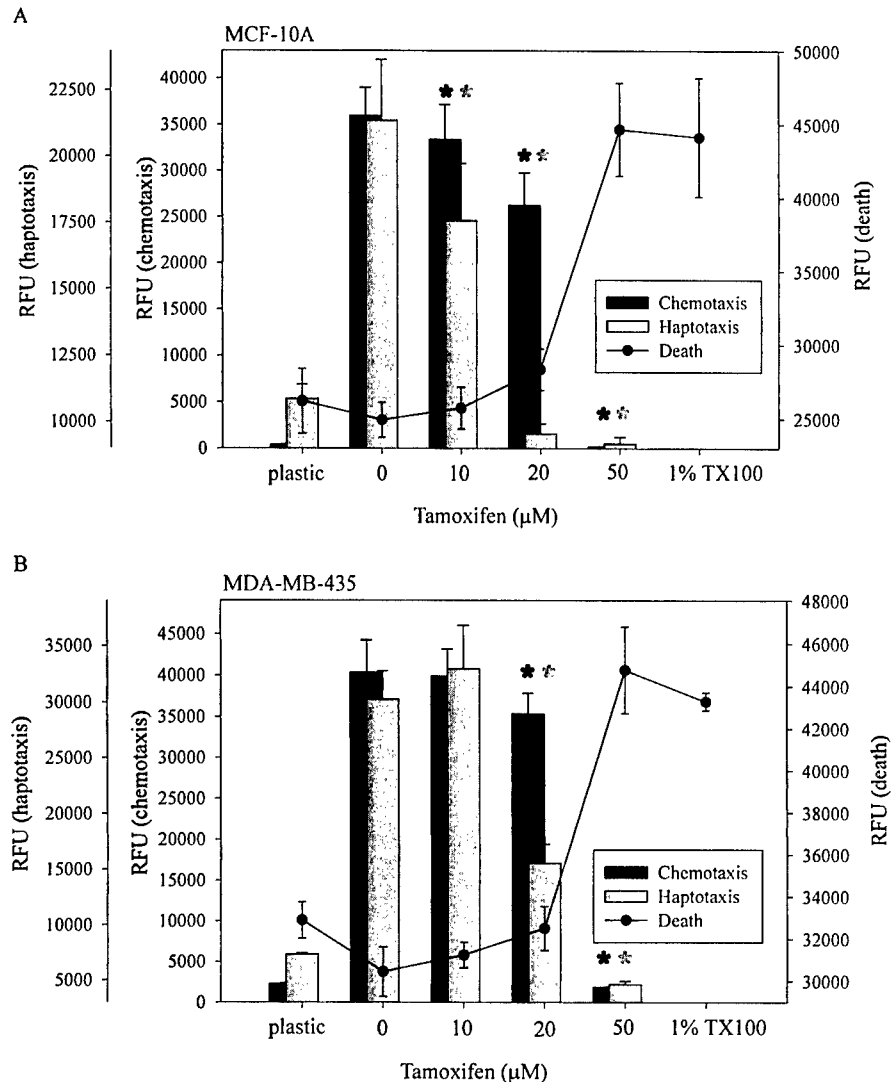 A
MCF-10A
RFU (haptotaxis)
22500
20000
17500
15000
12500
10000
RFU (chemotaxis)
40000
35000
30000
25000
20000
15000
10000
5000
0
50000
45000
40000
35000
30000
25000
RFU (death)
* *
* *
* *
Chemotaxis
Haptotaxis
Death
plastic 0 10 20 50 1% TX100
Tamoxifen (μM)
B
MDA-MB-435
RFU (haptotaxis)
35000
30000
25000
20000
15000
10000
5000
RFU (chemotaxis)
45000
40000
35000
30000
25000
20000
15000
10000
5000
0
48000
46000
44000
42000
40000
38000
36000
34000
32000
30000
RFU (death)
* *
* *
Chemotaxis
Haptotaxis
Death
plastic 0 10 20 50 1% TX100
Tamoxifen (μM)